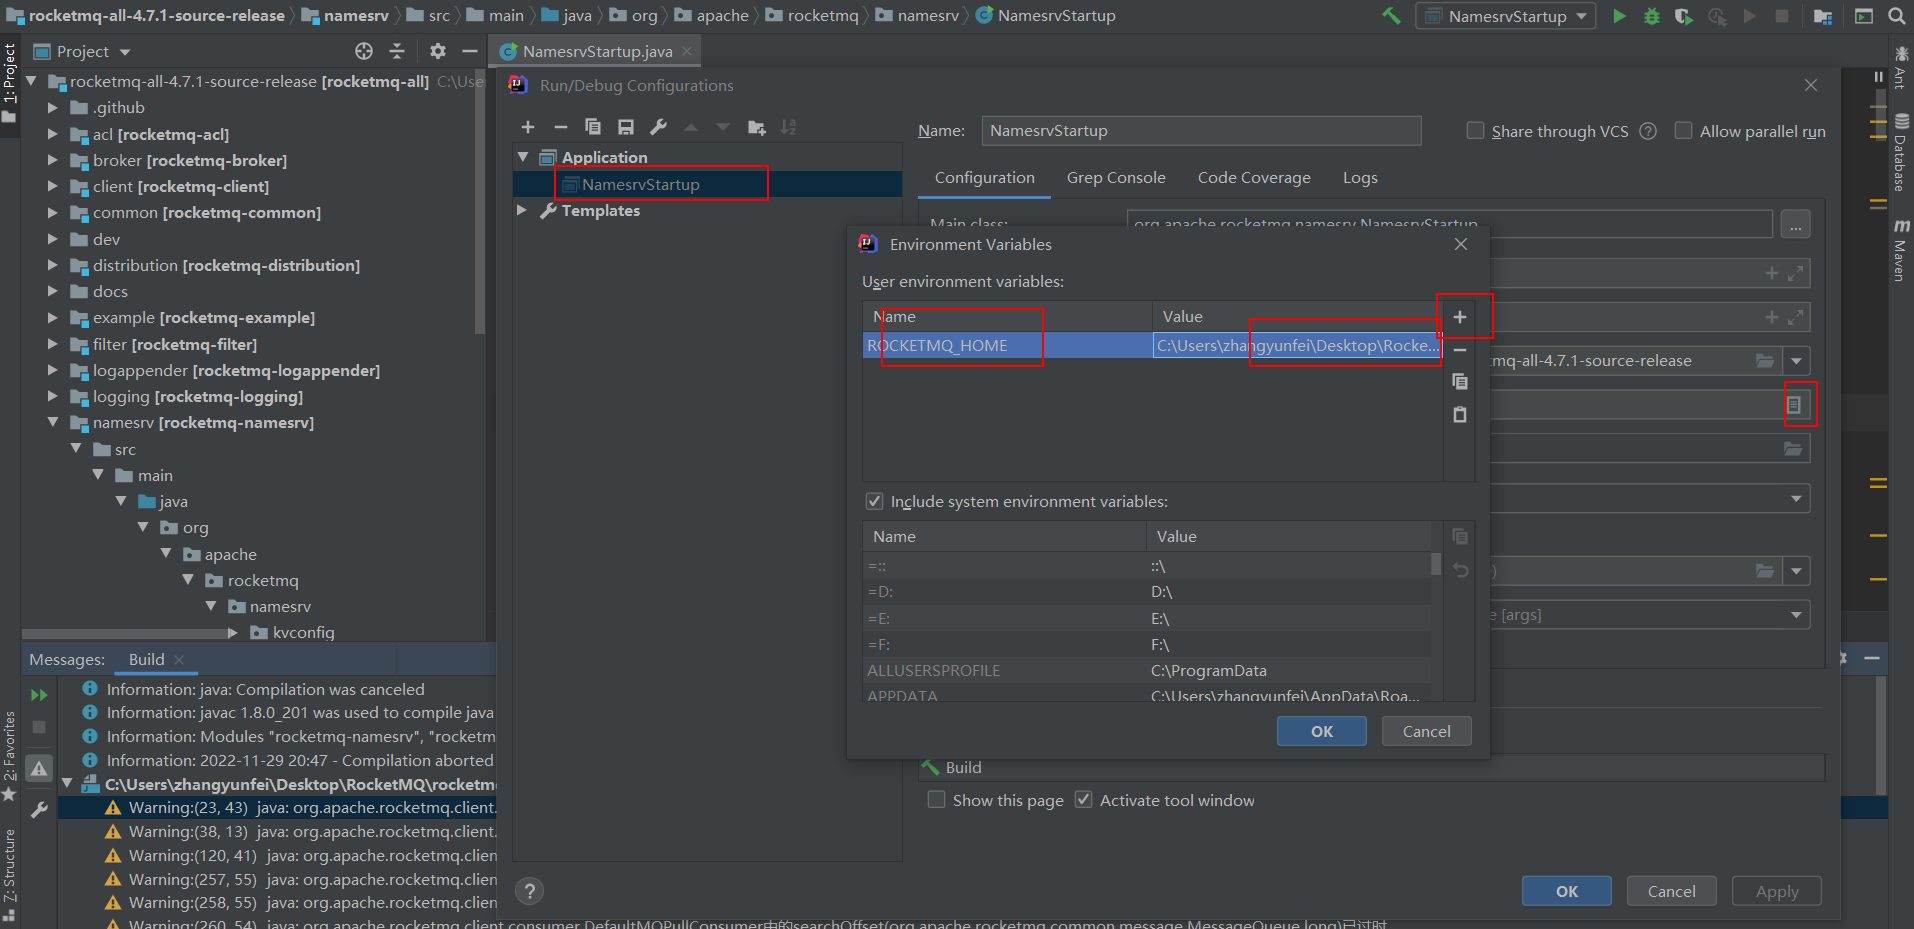 rocketmq-all-4.7.1-source-release namesrv src main java org apache rocketmq namesrv NamesrvStartup
NamesrvStartup
1: Project
Project
NamesrvStartup.java
rocketmq-all-4.7.1-source-release [rocketmq-all] C:\Use
.github
acl [rocketmq-acl]
broker [rocketmq-broker]
client [rocketmq-client]
common [rocketmq-common]
dev
distribution [rocketmq-distribution]
docs
example [rocketmq-example]
filter [rocketmq-filter]
logappender [rocketmq-logappender]
logging [rocketmq-logging]
namesrv [rocketmq-namesrv]
src
main
java
org
apache
rocketmq
namesrv
kvconfig
Run/Debug Configurations
Application
NamesrvStartup
Templates
Name:
NamesrvStartup
Share through VCS
Allow parallel run
Configuration
Grep Console
Code Coverage
Logs
Main class:
org.apache.rocketmq.namesrv.NamesrvStartup
...
mq-all-4.7.1-source-release
e [args]
Environment Variables
User environment variables:
Name Value
ROCKETMQ_HOME C:\Users\zhangyunfei\Desktop\Rocke...
Include system environment variables:
Name Value
=:: ::\
=D: D:\
=E: E:\
=F: F:\
ALLUSERSPROFILE C:\ProgramData
APPDATA C:\Users\zhangyunfei\AppData\Roa...
OK Cancel
Build
Show this page
Activate tool window
?
OK Cancel Apply
Ant
Database
m Maven
Messages: Build
Information: java: Compilation was canceled
Information: javac 1.8.0_201 was used to compile java
Information: Modules "rocketmq-namesrv", "rocketm
Information: 2022-11-29 20:47 - Compilation aborted
C:\Users\zhangyunfei\Desktop\RocketMQ\rocketm
Warning:(23, 43) java: org.apache.rocketmq.client.
Warning:(38, 13) java: org.apache.rocketmq.client.
Warning:(120, 41) java: org.apache.rocketmq.client
Warning:(257, 55) java: org.apache.rocketmq.client
Warning:(258, 55) java: org.apache.rocketmq.client
Warning:(260, 54) java: org.apache.rocketmq.client.consumer.DefaultMQPullConsumer中的searchOffset(org.apache.rocketmq.common.message.MessageQueue,long)已过时
2: Favorites
7: Structure